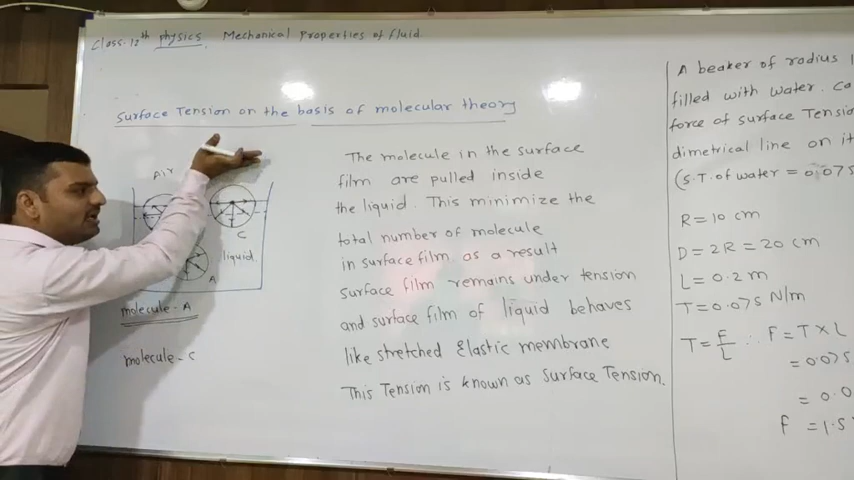 Class-12th physics Mechanical Properties of fluid
Surface Tension on the basis of molecular theory
Air
C
liquid
A
molecule-A
molecule-C
The molecule in the surface
film are pulled inside
the liquid. This minimize the
total number of molecule
in surface film as a result
surface film remains under tension
and surface film of liquid behaves
like stretched Elastic membrane
This Tension is known as Surface Tension.
A beaker of radius
filled with water.
force of surface
dimetrical line on
(S.T. of water = 0.075
R = 10 cm
D = 2R = 20 cm
L = 0.2 m
T = 0.075 N/m
T = F/L ∴ F = T × L
= 0.075
= 0.0
F = 1.5